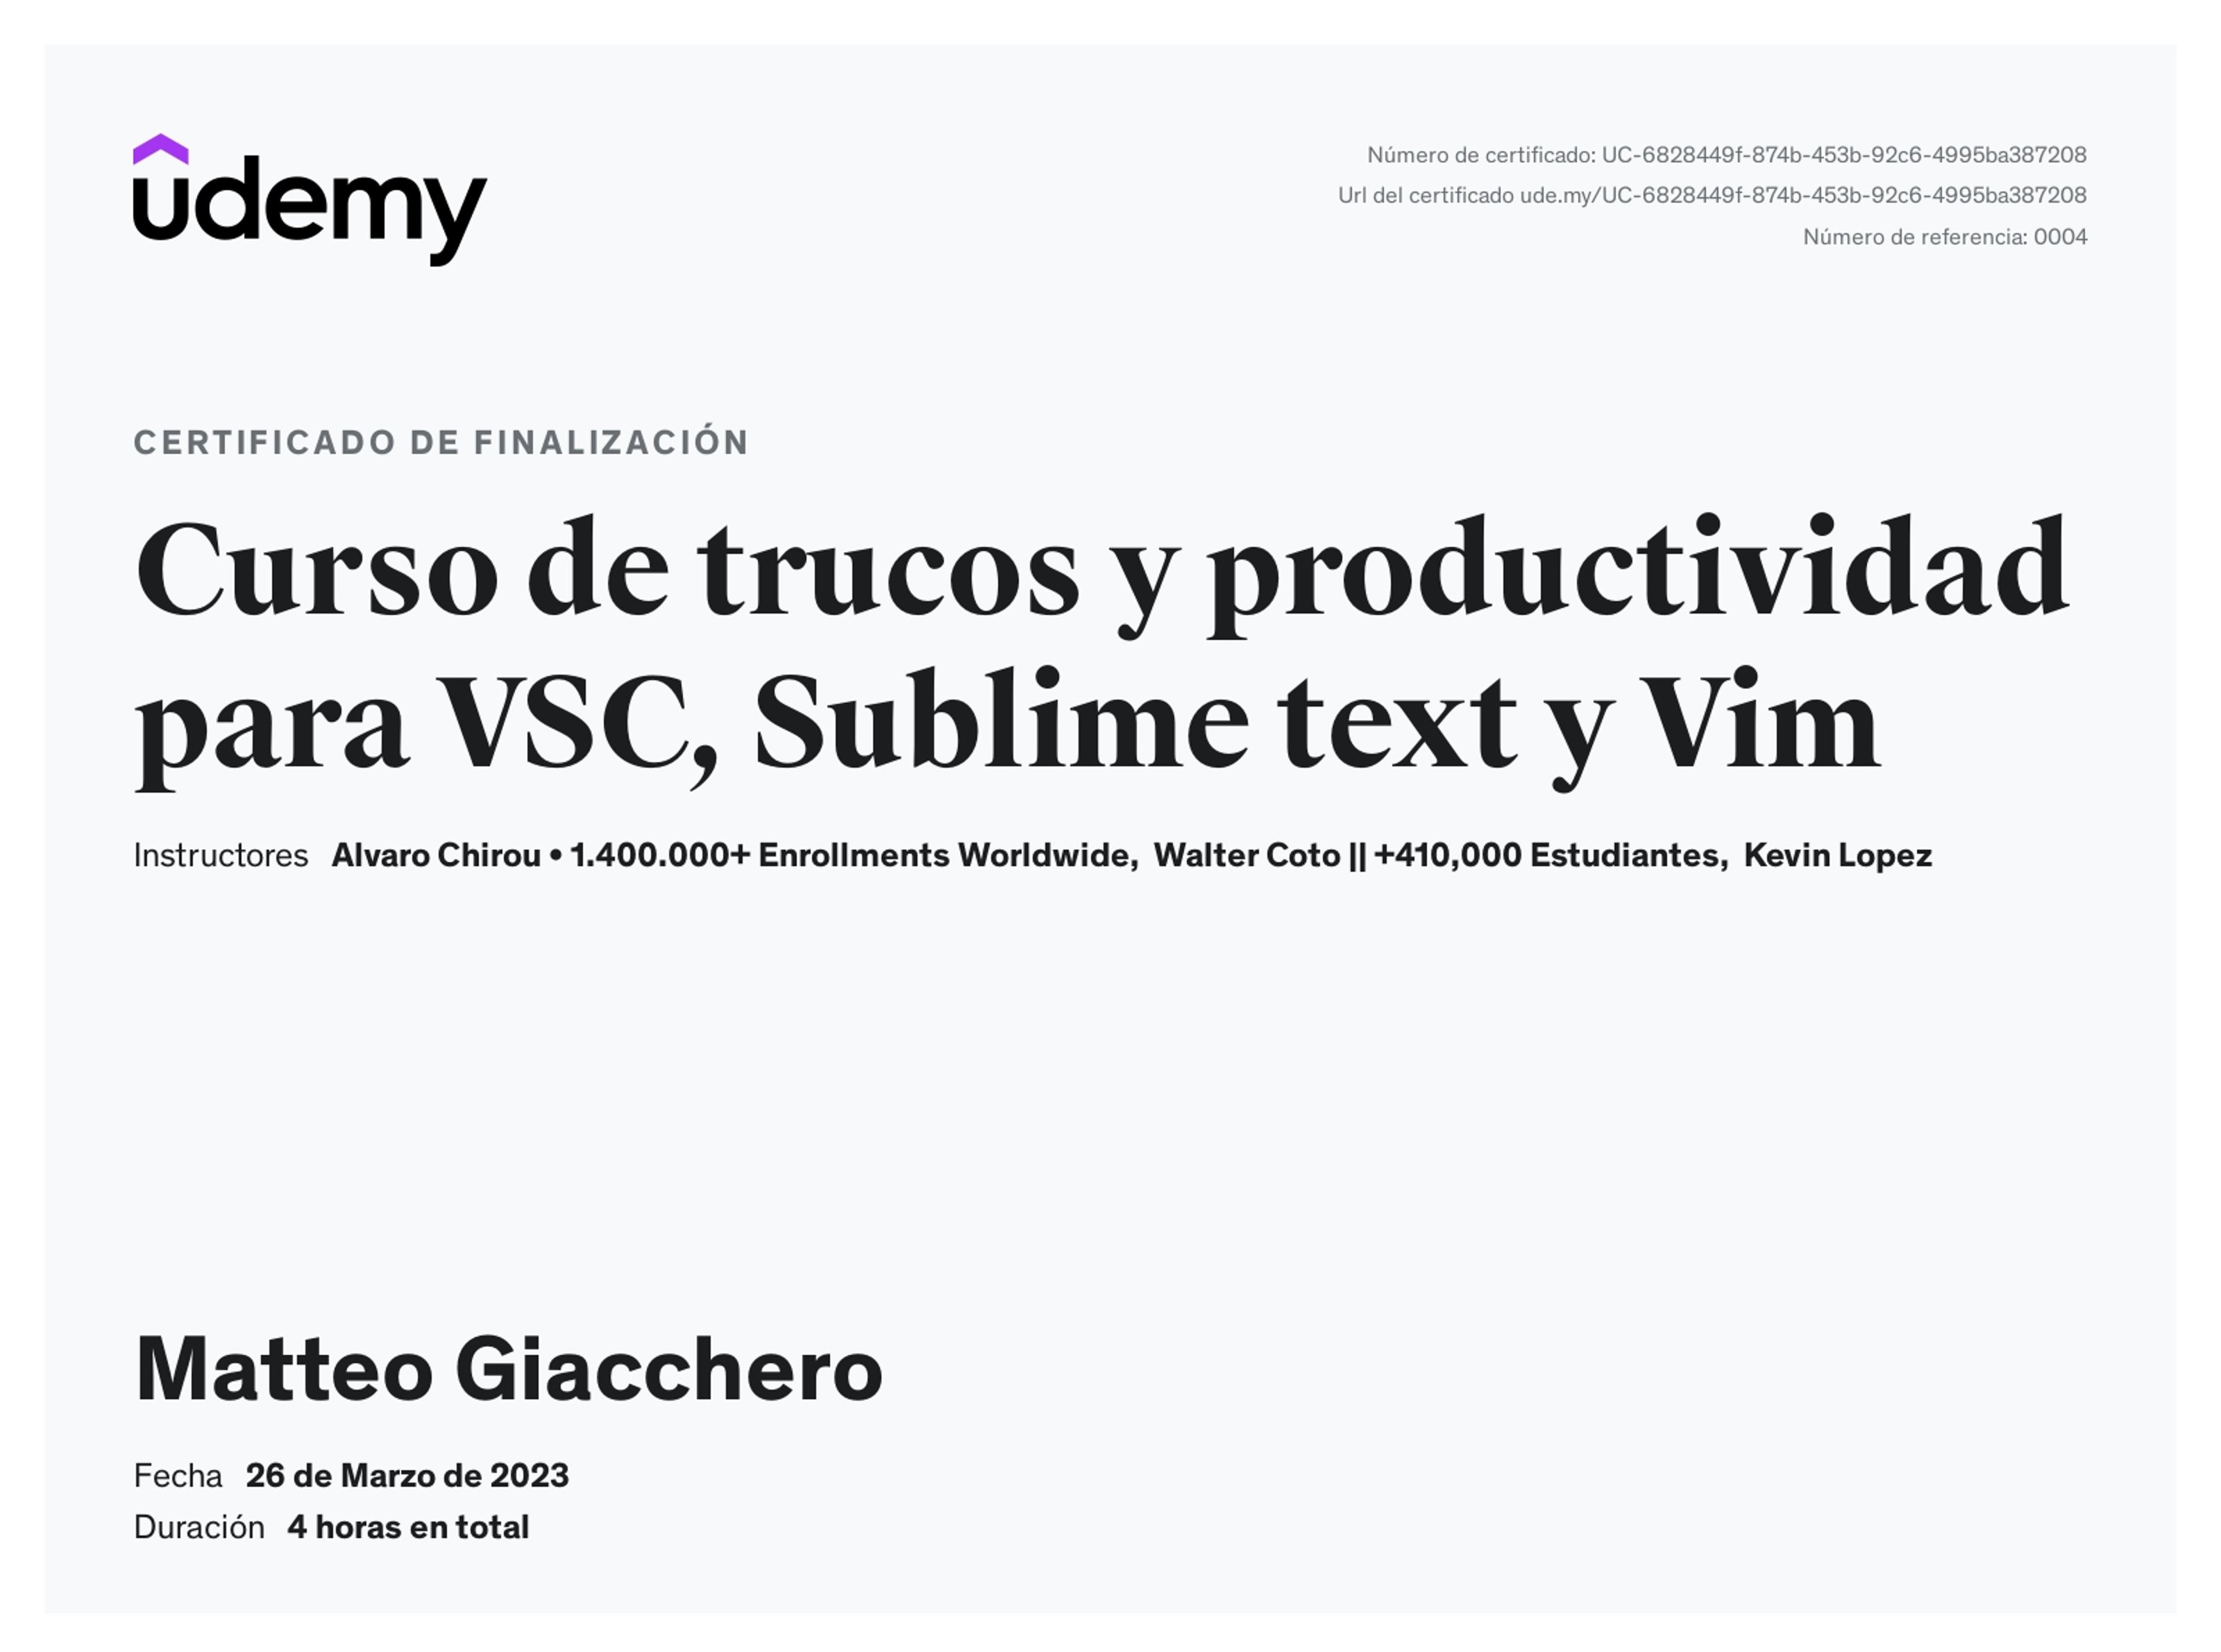 udemy
Número de certificado: UC-6828449f-874b-453b-92c6-4995ba387208
Url del certificado ude.my/UC-6828449f-874b-453b-92c6-4995ba387208
Número de referencia: 0004
CERTIFICADO DE FINALIZACIÓN
Curso de trucos y productividad
para VSC, Sublime text y Vim
Instructores Alvaro Chirou • 1.400.000+ Enrollments Worldwide, Walter Coto || +410,000 Estudiantes, Kevin Lopez
Matteo Giacchero
Fecha 26 de Marzo de 2023
Duración 4 horas en total